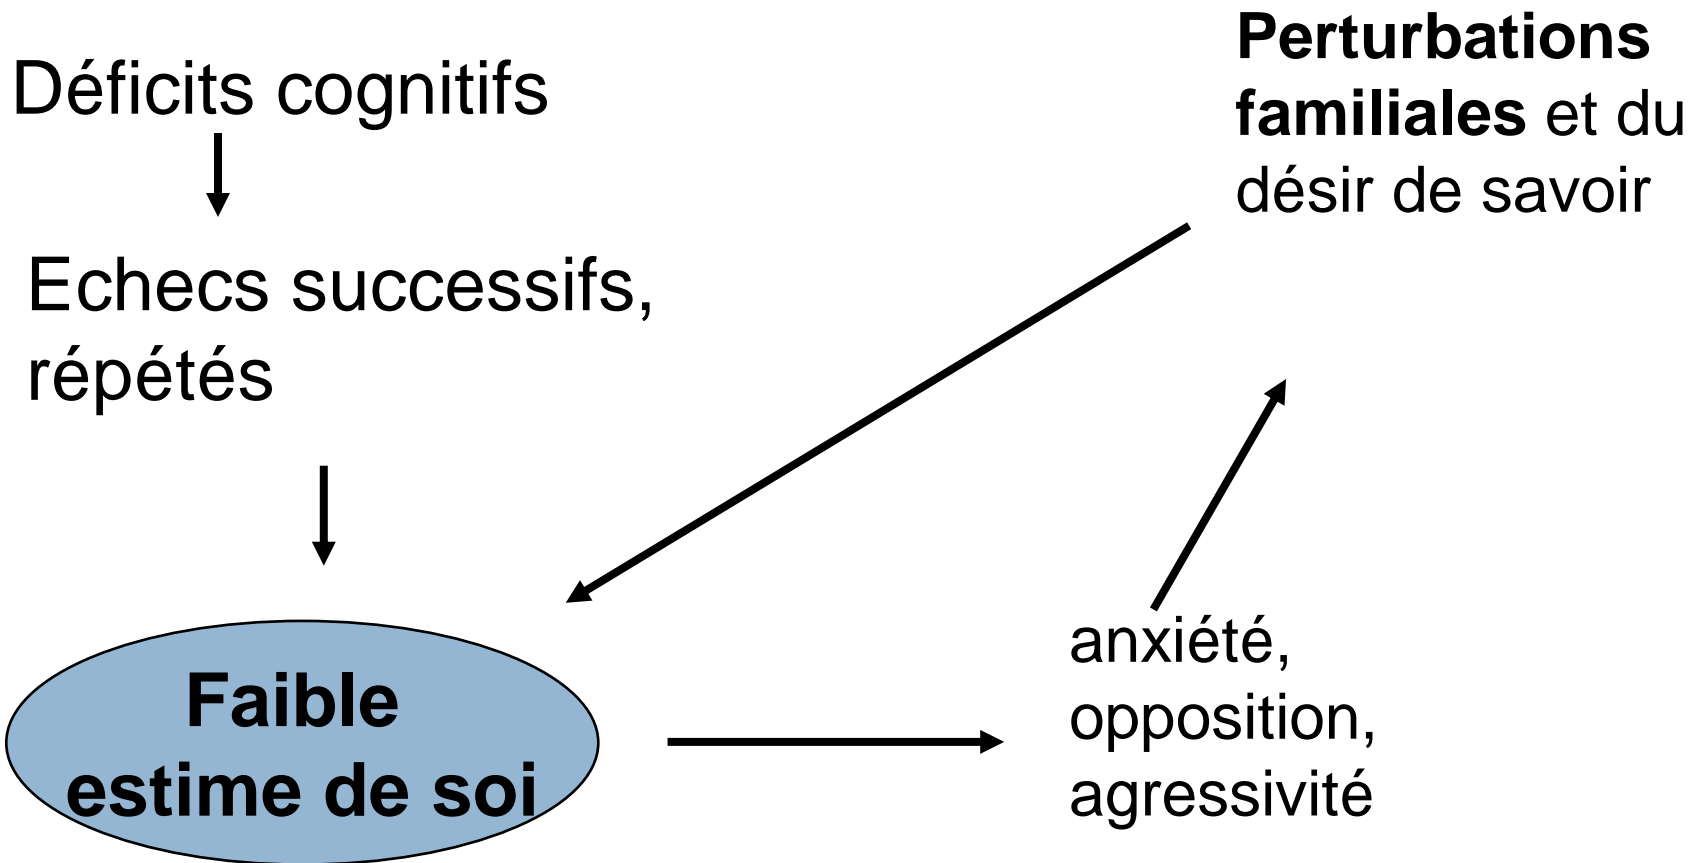 Déficits cognitifs
Echecs successifs,
répétés
Faible
estime de soi
anxiété,
opposition,
agressivité
Perturbations
familiales et du
désir de savoir